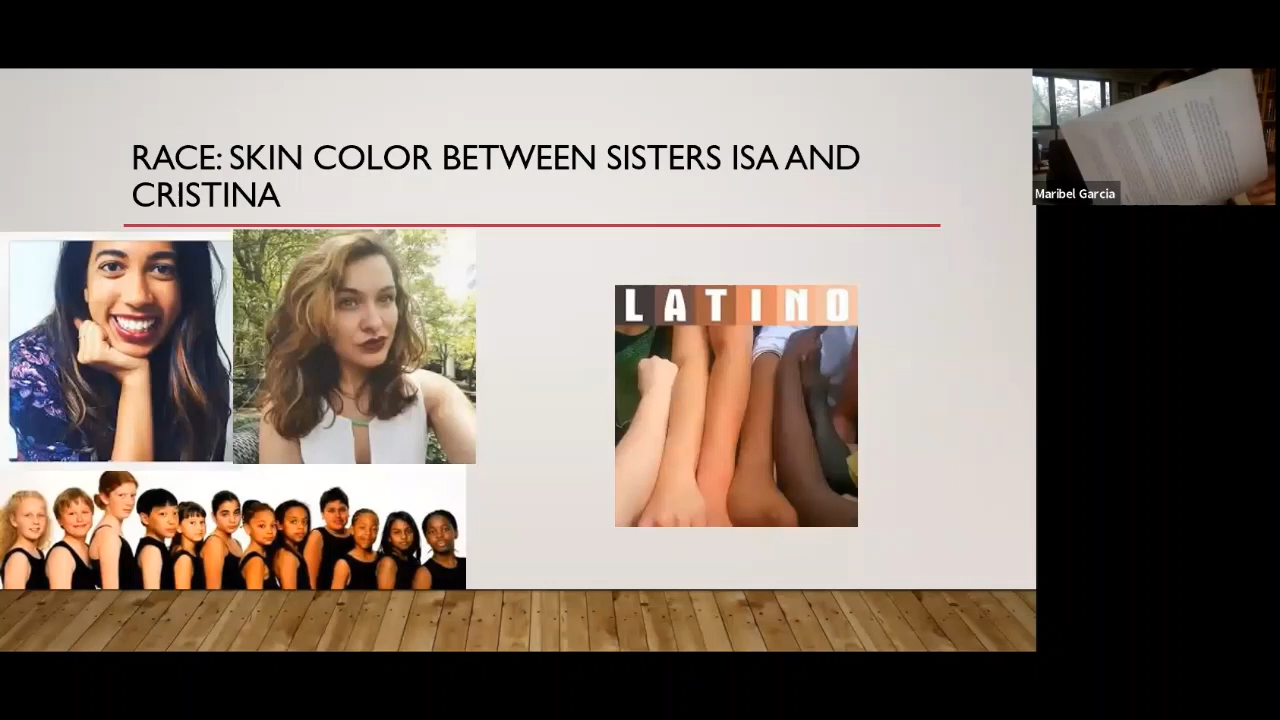 RACE: SKIN COLOR BETWEEN SISTERS ISA AND
CRISTINA
LATINO
Maribel Garcia